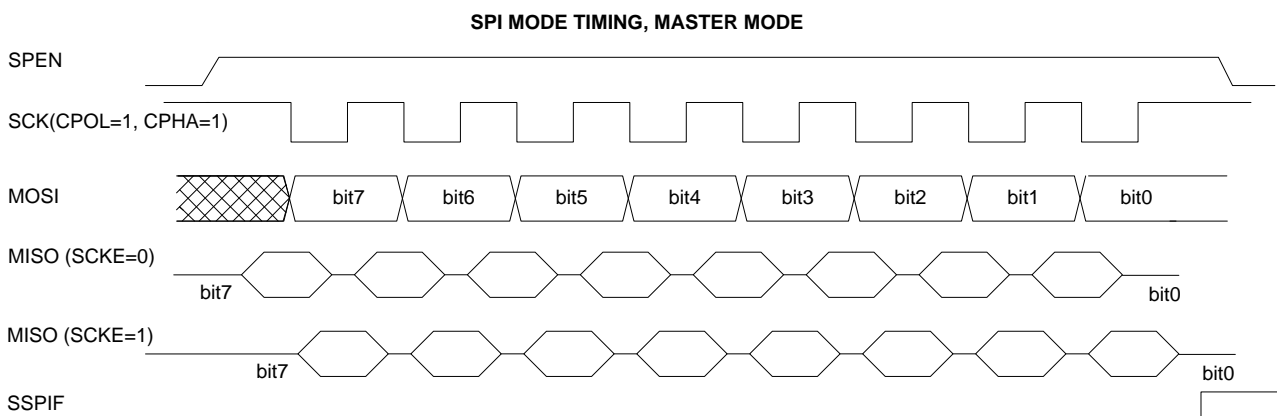 SPI MODE TIMING, MASTER MODE
SPEN
SCK(CPOL=1, CPHA=1)
MOSI bit7 bit6 bit5 bit4 bit3 bit2 bit1 bit0
MISO (SCKE=0)
bit7 bit0
MISO (SCKE=1)
bit7 bit0
SSPIF